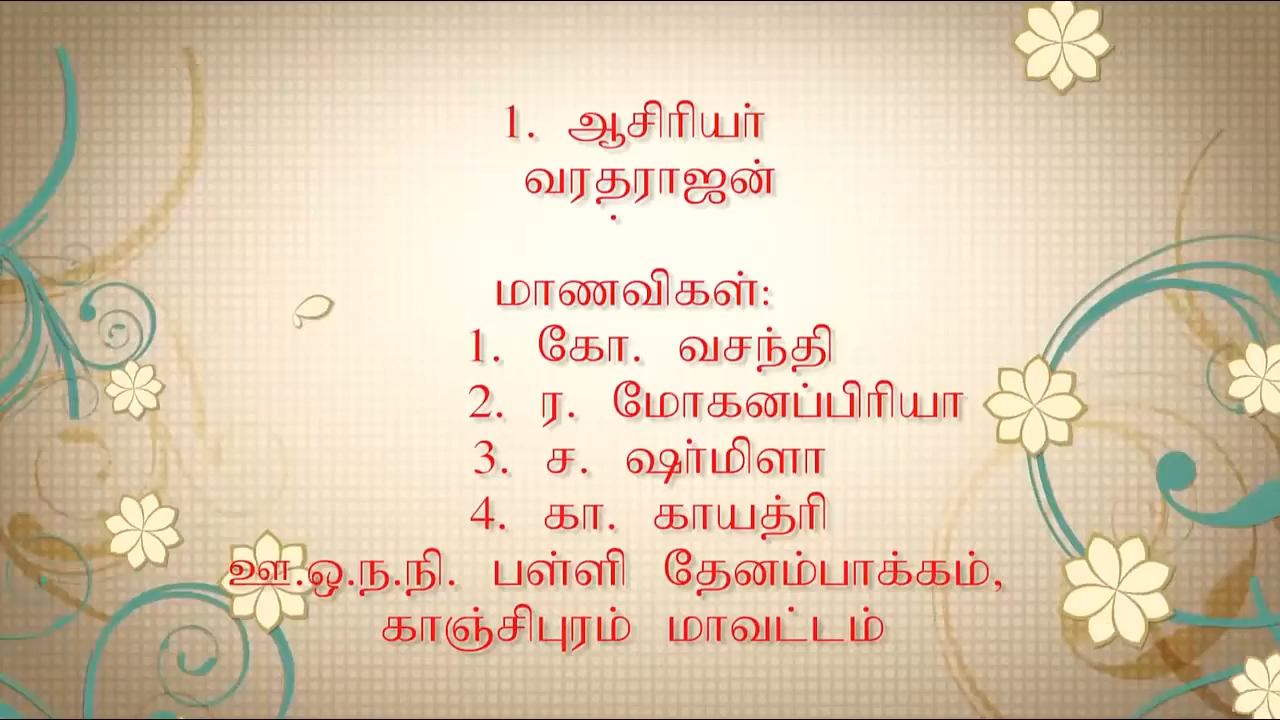 1. ஆசிரியர்
வரதராஜன்
.
மாணவிகள்:
1. கோ. வசந்தி
2. ர. மோகனப்பிரியா
3. ச. ஷர்மிளா
4. கா. காயத்ரி
ஊ.ஒ.ந.நி. பள்ளி தேனம்பாக்கம்,
காஞ்சிபுரம் மாவட்டம்